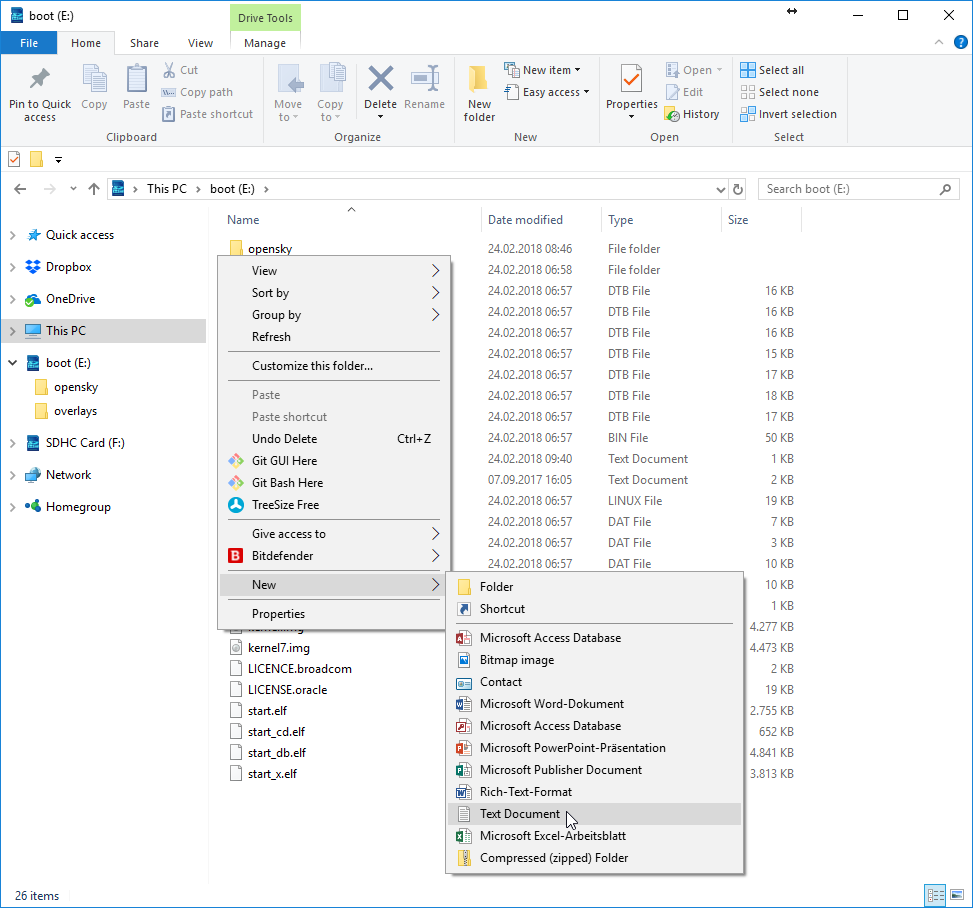 boot (E:)
Drive Tools
File Home Share View Manage
Pin to Quick access
Copy
Paste
Cut
Copy path
Paste shortcut
Clipboard
Move to
Copy to
Delete
Rename
Organize
New folder
New item
Easy access
New
Properties
Open
Edit
History
Open
Select all
Select none
Invert selection
Select
This PC boot (E:)
Search boot (E:)
Quick access
Dropbox
OneDrive
This PC
boot (E:)
opensky
overlays
SDHC Card (F:)
Network
Homegroup
Name Date modified Type Size
opensky 24.02.2018 08:46 File folder
24.02.2018 06:58 File folder
24.02.2018 06:57 DTB File 16 KB
24.02.2018 06:57 DTB File 16 KB
24.02.2018 06:57 DTB File 16 KB
24.02.2018 06:57 DTB File 15 KB
24.02.2018 06:57 DTB File 17 KB
24.02.2018 06:57 DTB File 18 KB
24.02.2018 06:57 DTB File 17 KB
24.02.2018 06:57 BIN File 50 KB
24.02.2018 09:40 Text Document 1 KB
07.09.2017 16:05 Text Document 2 KB
24.02.2018 06:57 LINUX File 19 KB
24.02.2018 06:57 DAT File 7 KB
24.02.2018 06:57 DAT File 3 KB
24.02.2018 06:57 DAT File 10 KB
10 KB
1 KB
kernel.img 4.277 KB
kernel7.img 4.473 KB
LICENCE.broadcom 2 KB
LICENSE.oracle 19 KB
start.elf 2.755 KB
start_cd.elf 652 KB
start_db.elf 4.841 KB
start_x.elf 3.813 KB
View
Sort by
Group by
Refresh
Customize this folder...
Paste
Paste shortcut
Undo Delete Ctrl+Z
Git GUI Here
Git Bash Here
TreeSize Free
Give access to
B Bitdefender
New
Properties
Folder
Shortcut
Microsoft Access Database
Bitmap image
Contact
Microsoft Word-Dokument
Microsoft Access Database
Microsoft PowerPoint-Präsentation
Microsoft Publisher Document
Rich-Text-Format
Text Document
Microsoft Excel-Arbeitsblatt
Compressed (zipped) Folder
26 items